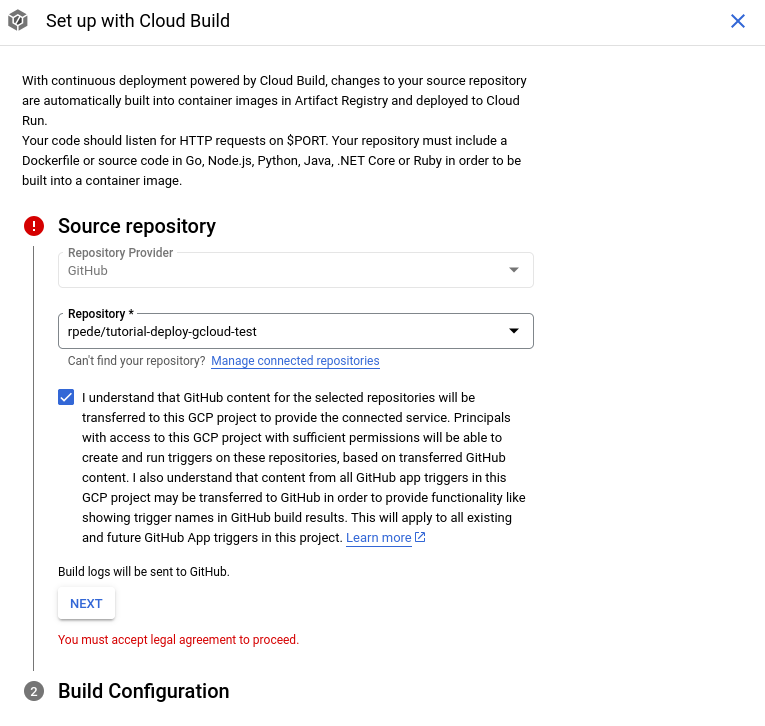 Set up with Cloud Build
With continuous deployment powered by Cloud Build, changes to your source repository
are automatically built into container images in Artifact Registry and deployed to Cloud
Run.
Your code should listen for HTTP requests on $PORT. Your repository must include a
Dockerfile or source code in Go, Node.js, Python, Java, .NET Core or Ruby in order to be
built into a container image.
Source repository
Repository Provider
GitHub
Repository *
rpede/tutorial-deploy-gcloud-test
Can't find your repository? Manage connected repositories
I understand that GitHub content for the selected repositories will be
transferred to this GCP project to provide the connected service. Principals
with access to this GCP project with sufficient permissions will be able to
create and run triggers on these repositories, based on transferred GitHub
content. I also understand that content from all GitHub app triggers in this
GCP project may be transferred to GitHub in order to provide functionality like
showing trigger names in GitHub build results. This will apply to all existing
and future GitHub App triggers in this project. Learn more
Build logs will be sent to GitHub.
NEXT
You must accept legal agreement to proceed.
2 Build Configuration